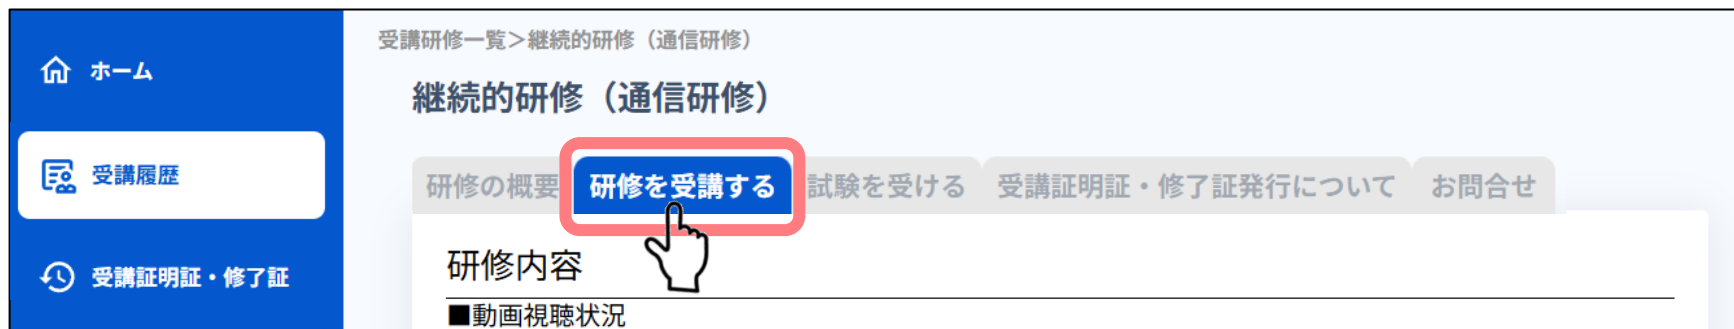 ホーム
受講履歴
受講証明証・修了証
受講研修一覧＞継続的研修（通信研修）
継続的研修（通信研修）
研修の概要 研修を受講する 試験を受ける 受講証明証・修了証発行について お問合せ
研修内容
■動画視聴状況